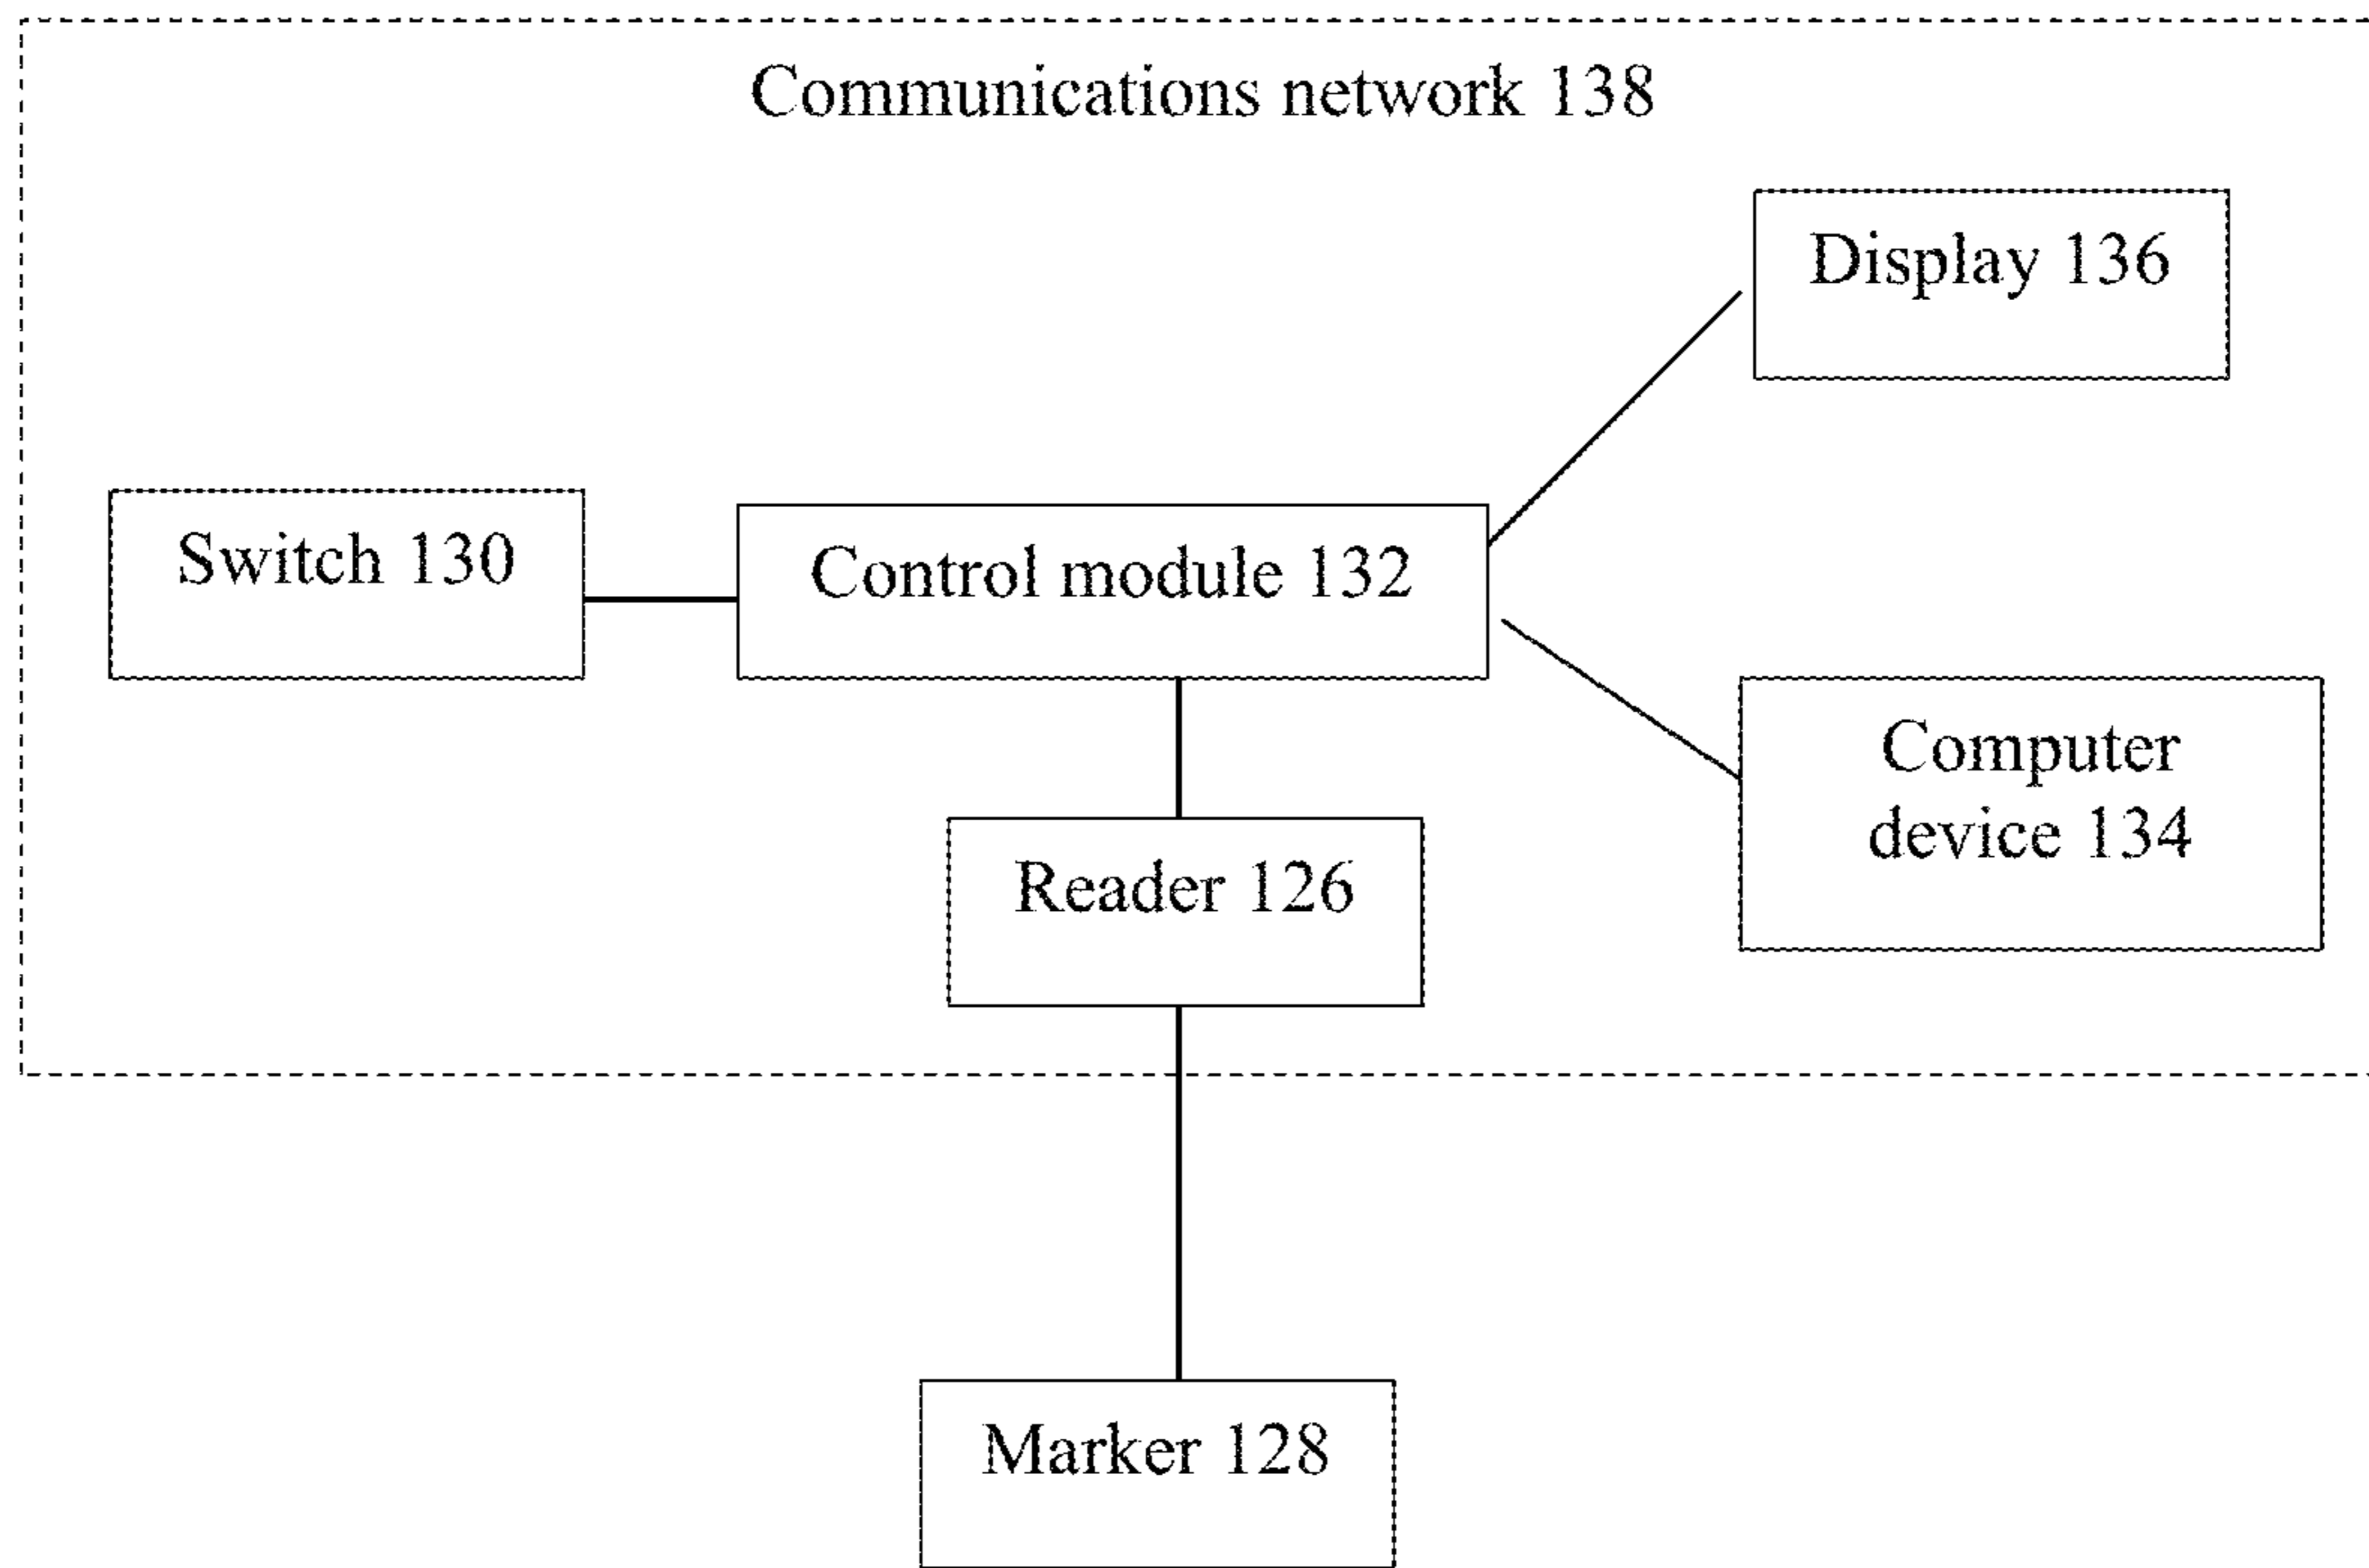 Communications network 138
Display 136
Switch 130
Control module 132
Computer
device 134
Reader 126
Marker 128